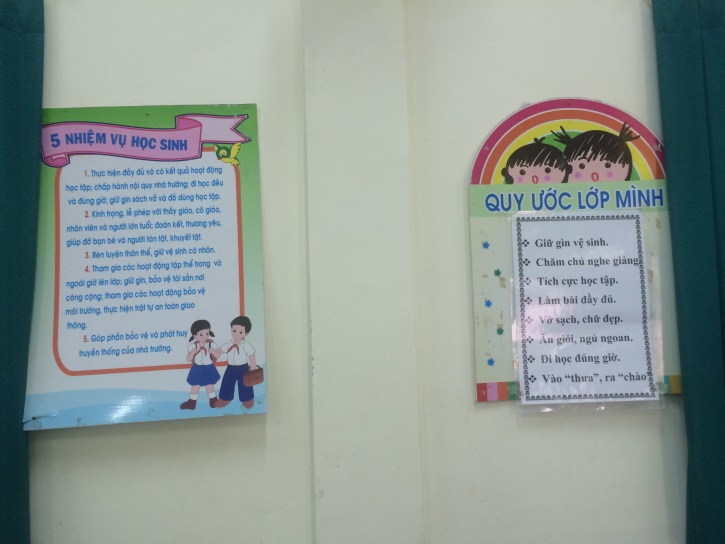 5 NHIỆM VỤ HỌC SINH
1. Thực hiện đầy đủ và có kết quả hoạt động
học tập; chấp hành nội quy nhà trường; đi học đều
và đúng giờ; giữ gìn sách vở và đồ dùng học tập.
2. Kính trọng, lễ phép với thầy giáo, cô giáo,
nhân viên và người lớn tuổi; đoàn kết, thương yêu,
giúp đỡ bạn bè và người tàn tật, khuyết tật.
3. Rèn luyện thân thể, giữ vệ sinh cá nhân.
4. Tham gia các hoạt động tập thể trong và
ngoài giờ lên lớp; giữ gìn, bảo vệ tài sản nơi
công cộng; tham gia các hoạt động bảo vệ
môi trường, thực hiện trật tự an toàn giao
thông.
5. Góp phần bảo vệ và phát huy
truyền thống của nhà trường.
QUY ƯỚC LỚP MÌNH
Giữ gìn vệ sinh.
Chăm chú nghe giảng.
Tích cực học tập.
Làm bài đầy đủ.
Vở sạch, chữ đẹp.
Ăn giỏi, ngủ ngoan.
Đi học đúng giờ.
Vào "thưa", ra "chào"